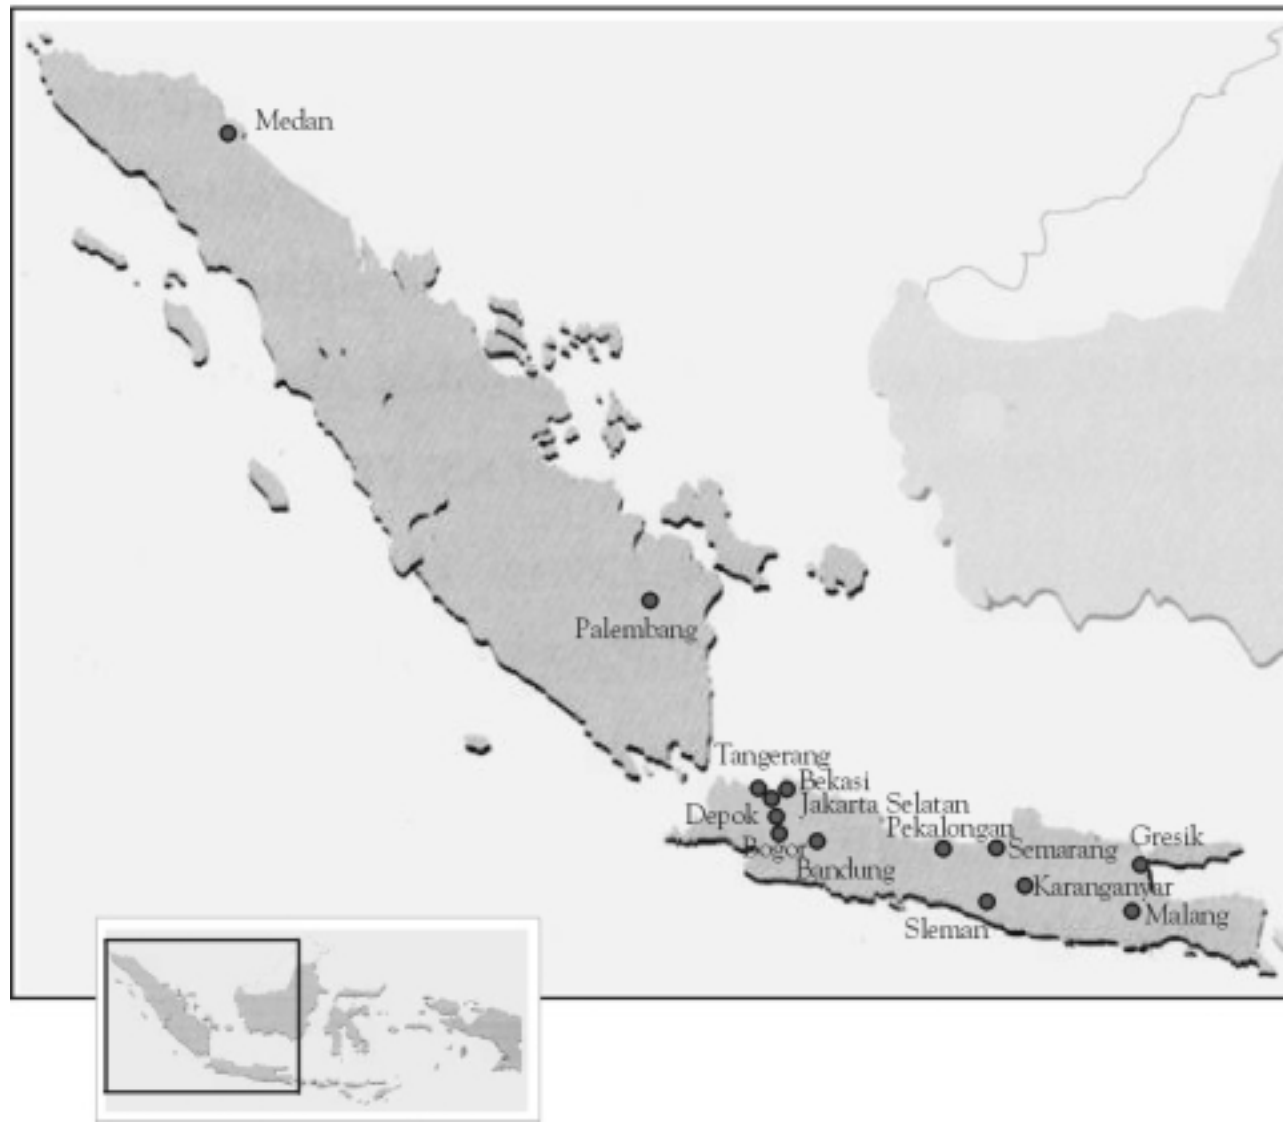 Medan
Palembang
Tangerang
Bekasi
Jakarta Selatan
Depok
Pekalongan
Bogor
Semarang
Gresik
Bandung
Karanganyar
Sleman
Malang